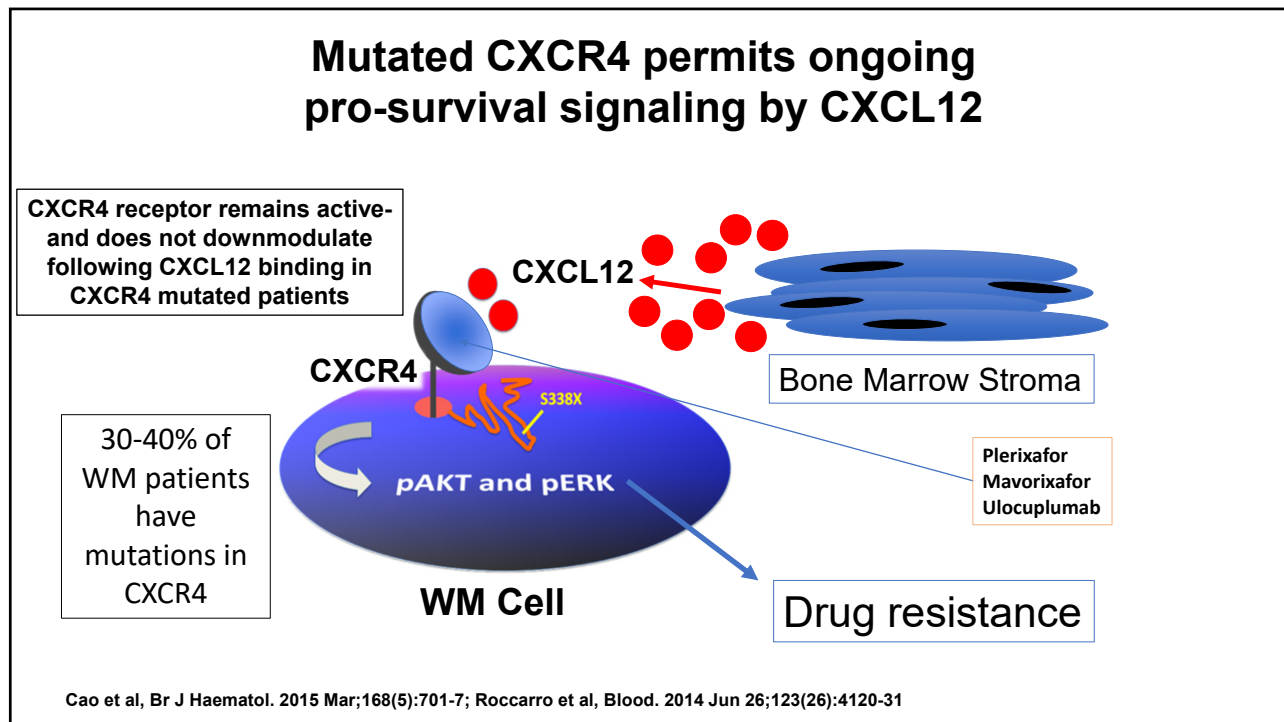 Mutated CXCR4 permits ongoing
pro-survival signaling by CXCL12
CXCR4 receptor remains active-
and does not downmodulate
following CXCL12 binding in
CXCR4 mutated patients
CXCL12
CXCR4
Bone Marrow Stroma
S338X
30-40% of
WM patients
have
mutations in
CXCR4
pAKT and pERK
Plerixafor
Mavorixafor
Ulocuplumab
WM Cell
Drug resistance
Cao et al, Br J Haematol. 2015 Mar;168(5):701-7; Roccarro et al, Blood. 2014 Jun 26;123(26):4120-31